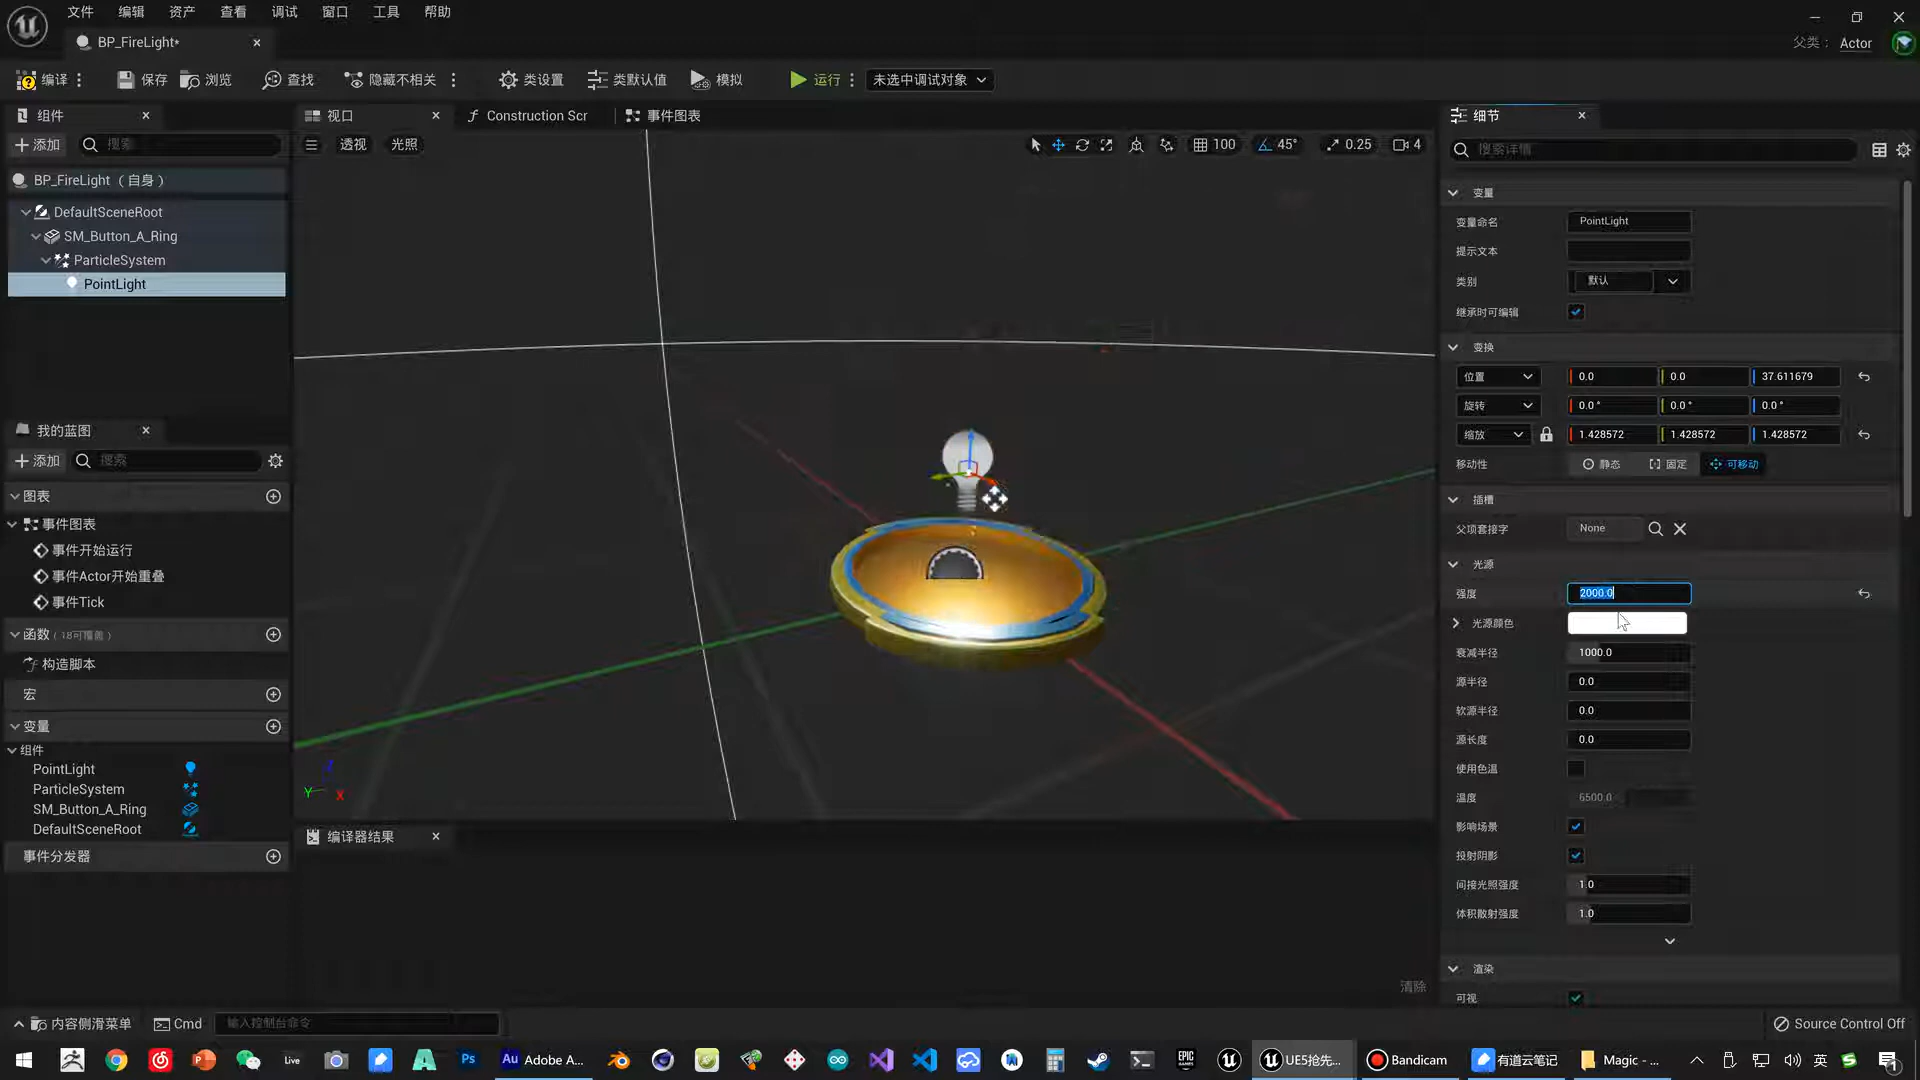 文件 编辑 资产 查看 调试 窗口 工具 帮助
BP_FireLight*
父类： Actor
编译 保存 浏览 查找 隐藏不相关 类设置 类默认值 模拟 运行 未选中调试对象
组件
添加 搜索
BP_FireLight （自身）
DefaultSceneRoot
SM_Button_A_Ring
ParticleSystem
PointLight
我的蓝图
添加 搜索
图表
事件图表
事件开始运行
事件Actor开始重叠
事件Tick
函数 (18可覆盖)
构造脚本
宏
变量
组件
PointLight
ParticleSystem
SM_Button_A_Ring
DefaultSceneRoot
事件分发器
视口 Construction Scr 事件图表
透视 光照 100 45° 0.25 4
Z
Y X
编译器结果
清除
细节
搜索详情
变量
变量命名 PointLight
提示文本
类别 默认
继承时可编辑
变换
位置 0.0 0.0 37.611679
旋转 0.0° 0.0° 0.0°
缩放 1.428572 1.428572 1.428572
移动性 静态 固定 可移动
插槽
父项套接字 None
光源
强度 2000.0
光源颜色
衰减半径 1000.0
源半径 0.0
软源半径 0.0
源长度 0.0
使用色温
温度 6500.0
影响场景
投射阴影
间接光照强度 1.0
体积散射强度 1.0
渲染
可视
内容侧滑菜单 Cmd 输入控制台命令 Source Control Off
Live Ps Au Adobe A... EPIC GAMES UE5抢先... Bandicam 有道云笔记 Magic - ... 英 1